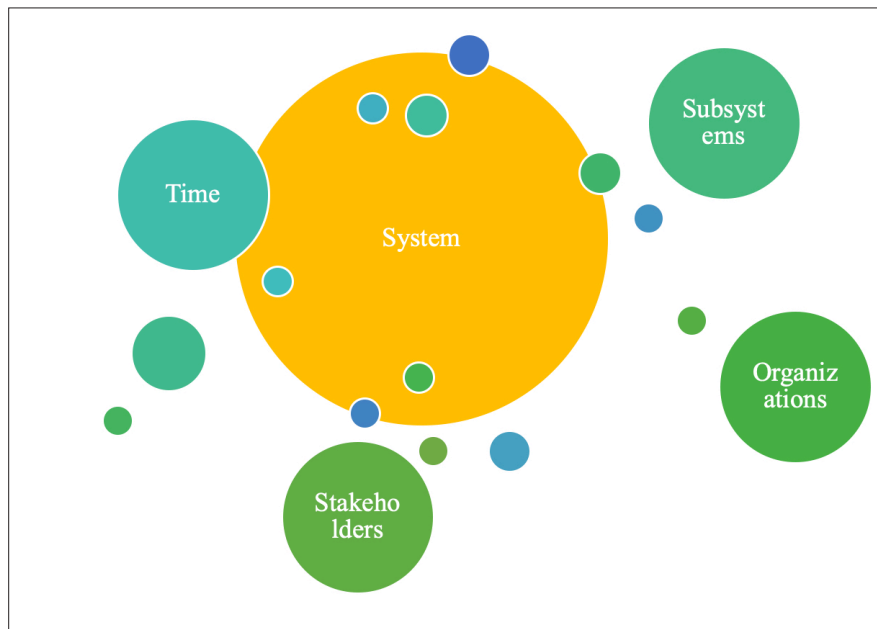 Subsyst
ems
Time
System
Organiz
ations
Stakeho
lders